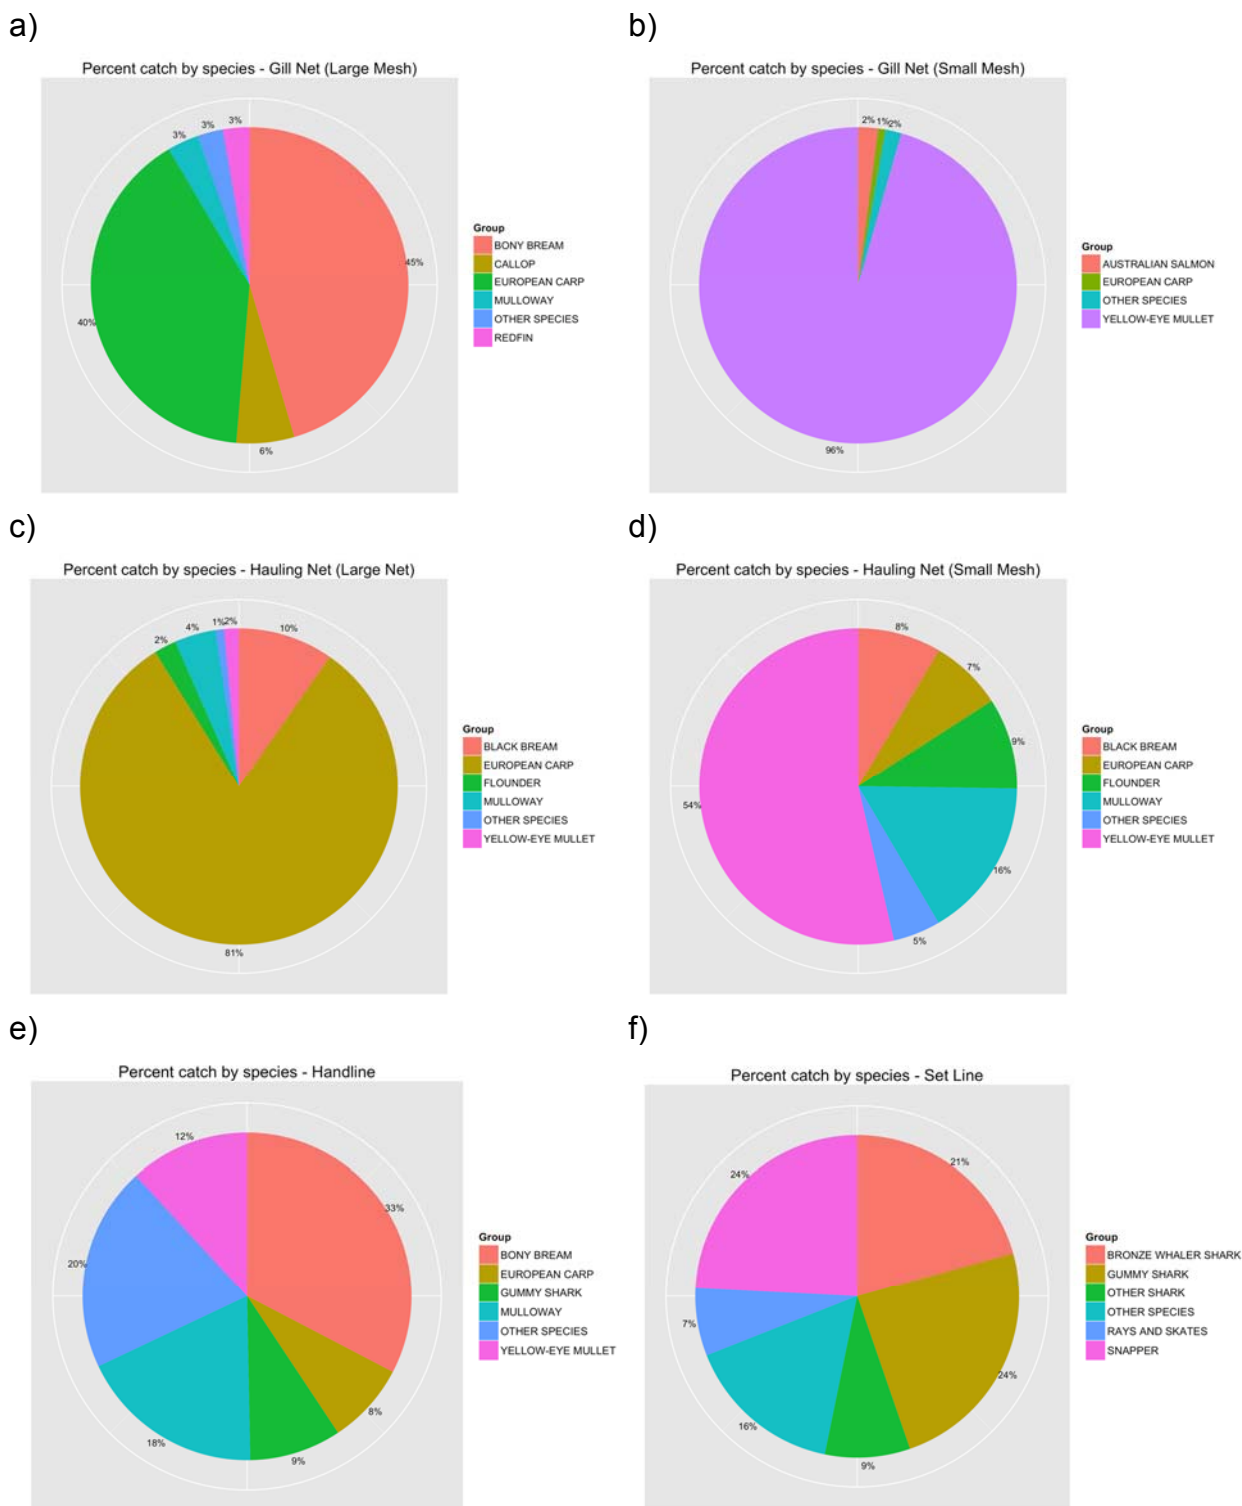 a)
Percent catch by species - Gill Net (Large Mesh)
3%
3%
3%
45%
40%
6%
Group
BONY BREAM
CALLOP
EUROPEAN CARP
MULLOWAY
OTHER SPECIES
REDFIN
b)
Percent catch by species - Gill Net (Small Mesh)
2%
1%
2%
96%
Group
AUSTRALIAN SALMON
EUROPEAN CARP
OTHER SPECIES
YELLOW-EYE MULLET
c)
Percent catch by species - Hauling Net (Large Net)
2%
4%
1%
2%
10%
81%
Group
BLACK BREAM
EUROPEAN CARP
FLOUNDER
MULLOWAY
OTHER SPECIES
YELLOW-EYE MULLET
d)
Percent catch by species - Hauling Net (Small Mesh)
8%
7%
9%
54%
16%
5%
Group
BLACK BREAM
EUROPEAN CARP
FLOUNDER
MULLOWAY
OTHER SPECIES
YELLOW-EYE MULLET
e)
Percent catch by species - Handline
12%
33%
20%
8%
18%
9%
Group
BONY BREAM
EUROPEAN CARP
GUMMY SHARK
MULLOWAY
OTHER SPECIES
YELLOW-EYE MULLET
f)
Percent catch by species - Set Line
21%
24%
7%
24%
16%
9%
Group
BRONZE WHALER SHARK
GUMMY SHARK
OTHER SHARK
OTHER SPECIES
RAYS AND SKATES
SNAPPER